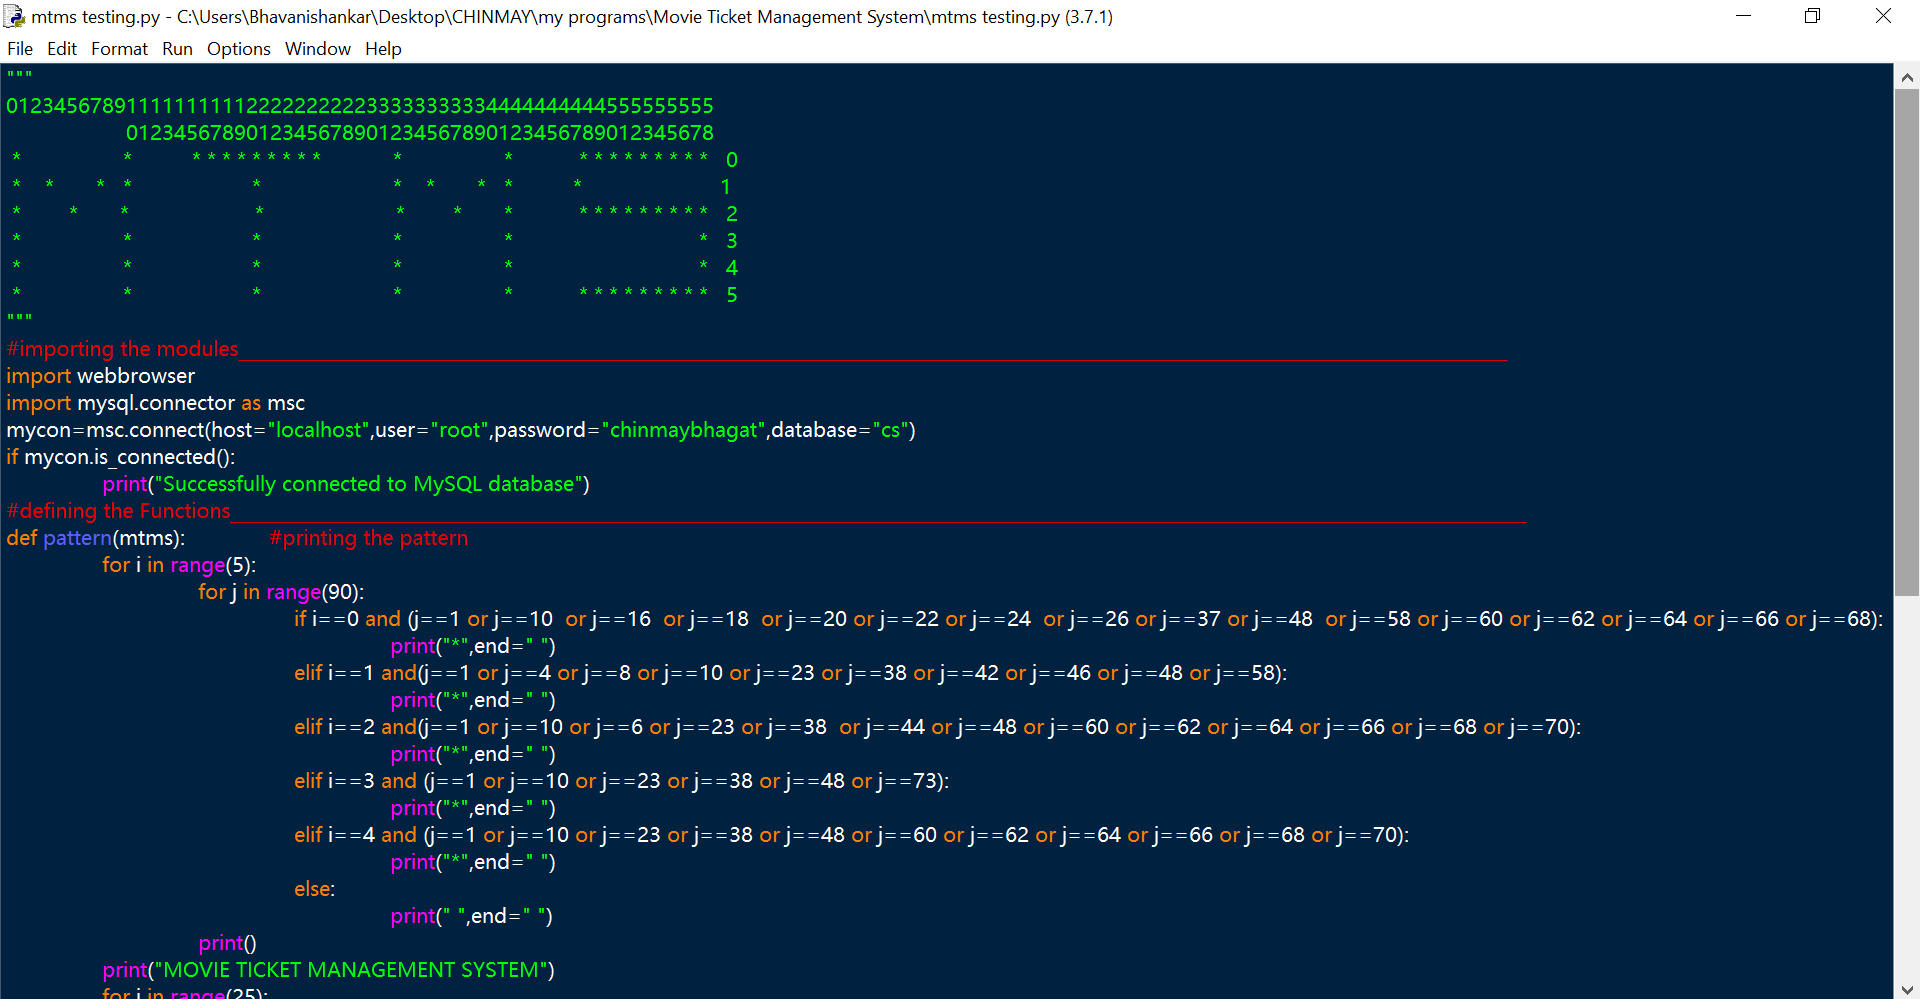 mtms testing.py - C:\Users\Bhavanishankar\Desktop\CHINMAY\my programs\Movie Ticket Management System\mtms testing.py (3.7.1)
File Edit Format Run Options Window Help
"""
01234567891111111111222222222233333333334444444444555555555
          0123456789012345678901234567890123456789012345678
*         *     * * * * * * * * *      *         *      * * * * * * * * *  0
*  *    * *          *           *  *    * *     *            1
*    *    *          *           *    *    *      * * * * * * * * *  2
*         *          *           *         *                *  3
*         *          *           *         *                *  4
*         *          *           *         *      * * * * * * * * *  5
"""
#importing the modules______________________________________________________________________________
import webbrowser
import mysql.connector as msc
mycon=msc.connect(host="localhost",user="root",password="chinmaybhagat",database="cs")
if mycon.is_connected():
        print("Successfully connected to MySQL database")
#defining the Functions______________________________________________________________________________
def pattern(mtms):       #printing the pattern
        for i in range(5):
                for j in range(90):
                        if i==0 and (j==1 or j==10  or j==16  or j==18  or j==20 or j==22 or j==24  or j==26 or j==37 or j==48  or j==58 or j==60 or j==62 or j==64 or j==66 or j==68):
                                print("*",end=" ")
                        elif i==1 and(j==1 or j==4 or j==8 or j==10 or j==23 or j==38 or j==42 or j==46 or j==48 or j==58):
                                print("*",end=" ")
                        elif i==2 and(j==1 or j==10 or j==6 or j==23 or j==38  or j==44 or j==48 or j==60 or j==62 or j==64 or j==66 or j==68 or j==70):
                                print("*",end=" ")
                        elif i==3 and (j==1 or j==10 or j==23 or j==38 or j==48 or j==73):
                                print("*",end=" ")
                        elif i==4 and (j==1 or j==10 or j==23 or j==38 or j==48 or j==60 or j==62 or j==64 or j==66 or j==68 or j==70):
                                print("*",end=" ")
                        else:
                                print(" ",end=" ")
                print()
        print("MOVIE TICKET MANAGEMENT SYSTEM")
        for i in range(25):